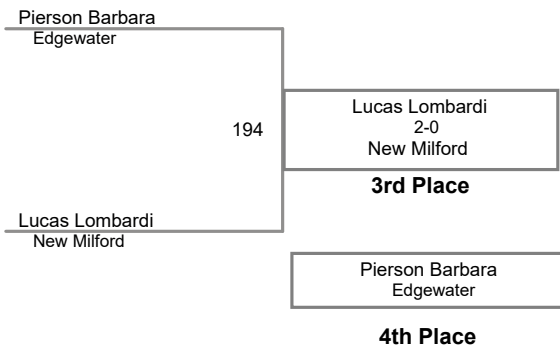 Pierson Barbara
Edgewater
194
Lucas Lombardi
2-0
New Milford
3rd Place
Lucas Lombardi
New Milford
Pierson Barbara
Edgewater
4th Place